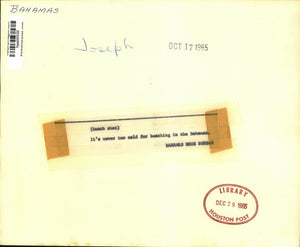 BAHAMAS
Joseph
OCT 17 1965
(Beach shot)
It's never too cold for beaching in the Bahamas.
BAHAMAS NEWS BUREAU
LIBRARY
DEC 29 1965
HOUSTON POST